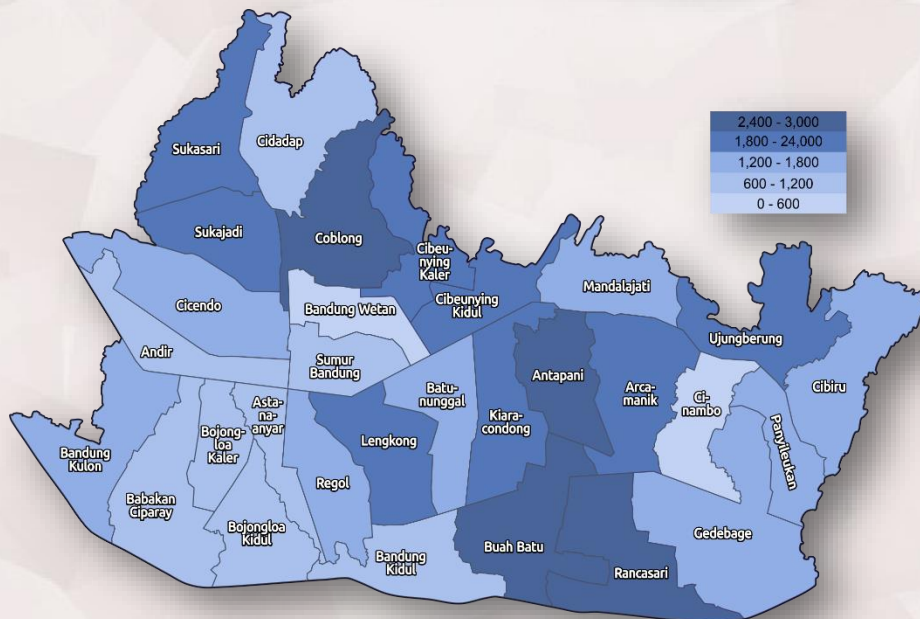 2,400 - 3,000
1,800 - 24,000
1,200 - 1,800
600 - 1,200
0 - 600
Sukasari
Cidadap
Sukajadi
Coblong
Cibeu-
nying
Kaler
Cibeunying
Kidul
Mandalajati
Cicendo
Bandung Wetan
Ujungberung
Andir
Sumur
Bandung
Antapani
Arca-
manik
Ci-
nambo
Cibiru
Batu-
nunggal
Kiara-
condong
Asta-
na-
anyar
Bojong-
loa
Kaler
Lengkong
Panyileukan
Bandung
Kulon
Babakan
Ciparay
Regol
Bojongloa
Kidul
Bandung
Kidul
Buah Batu
Gedebage
Rancasari